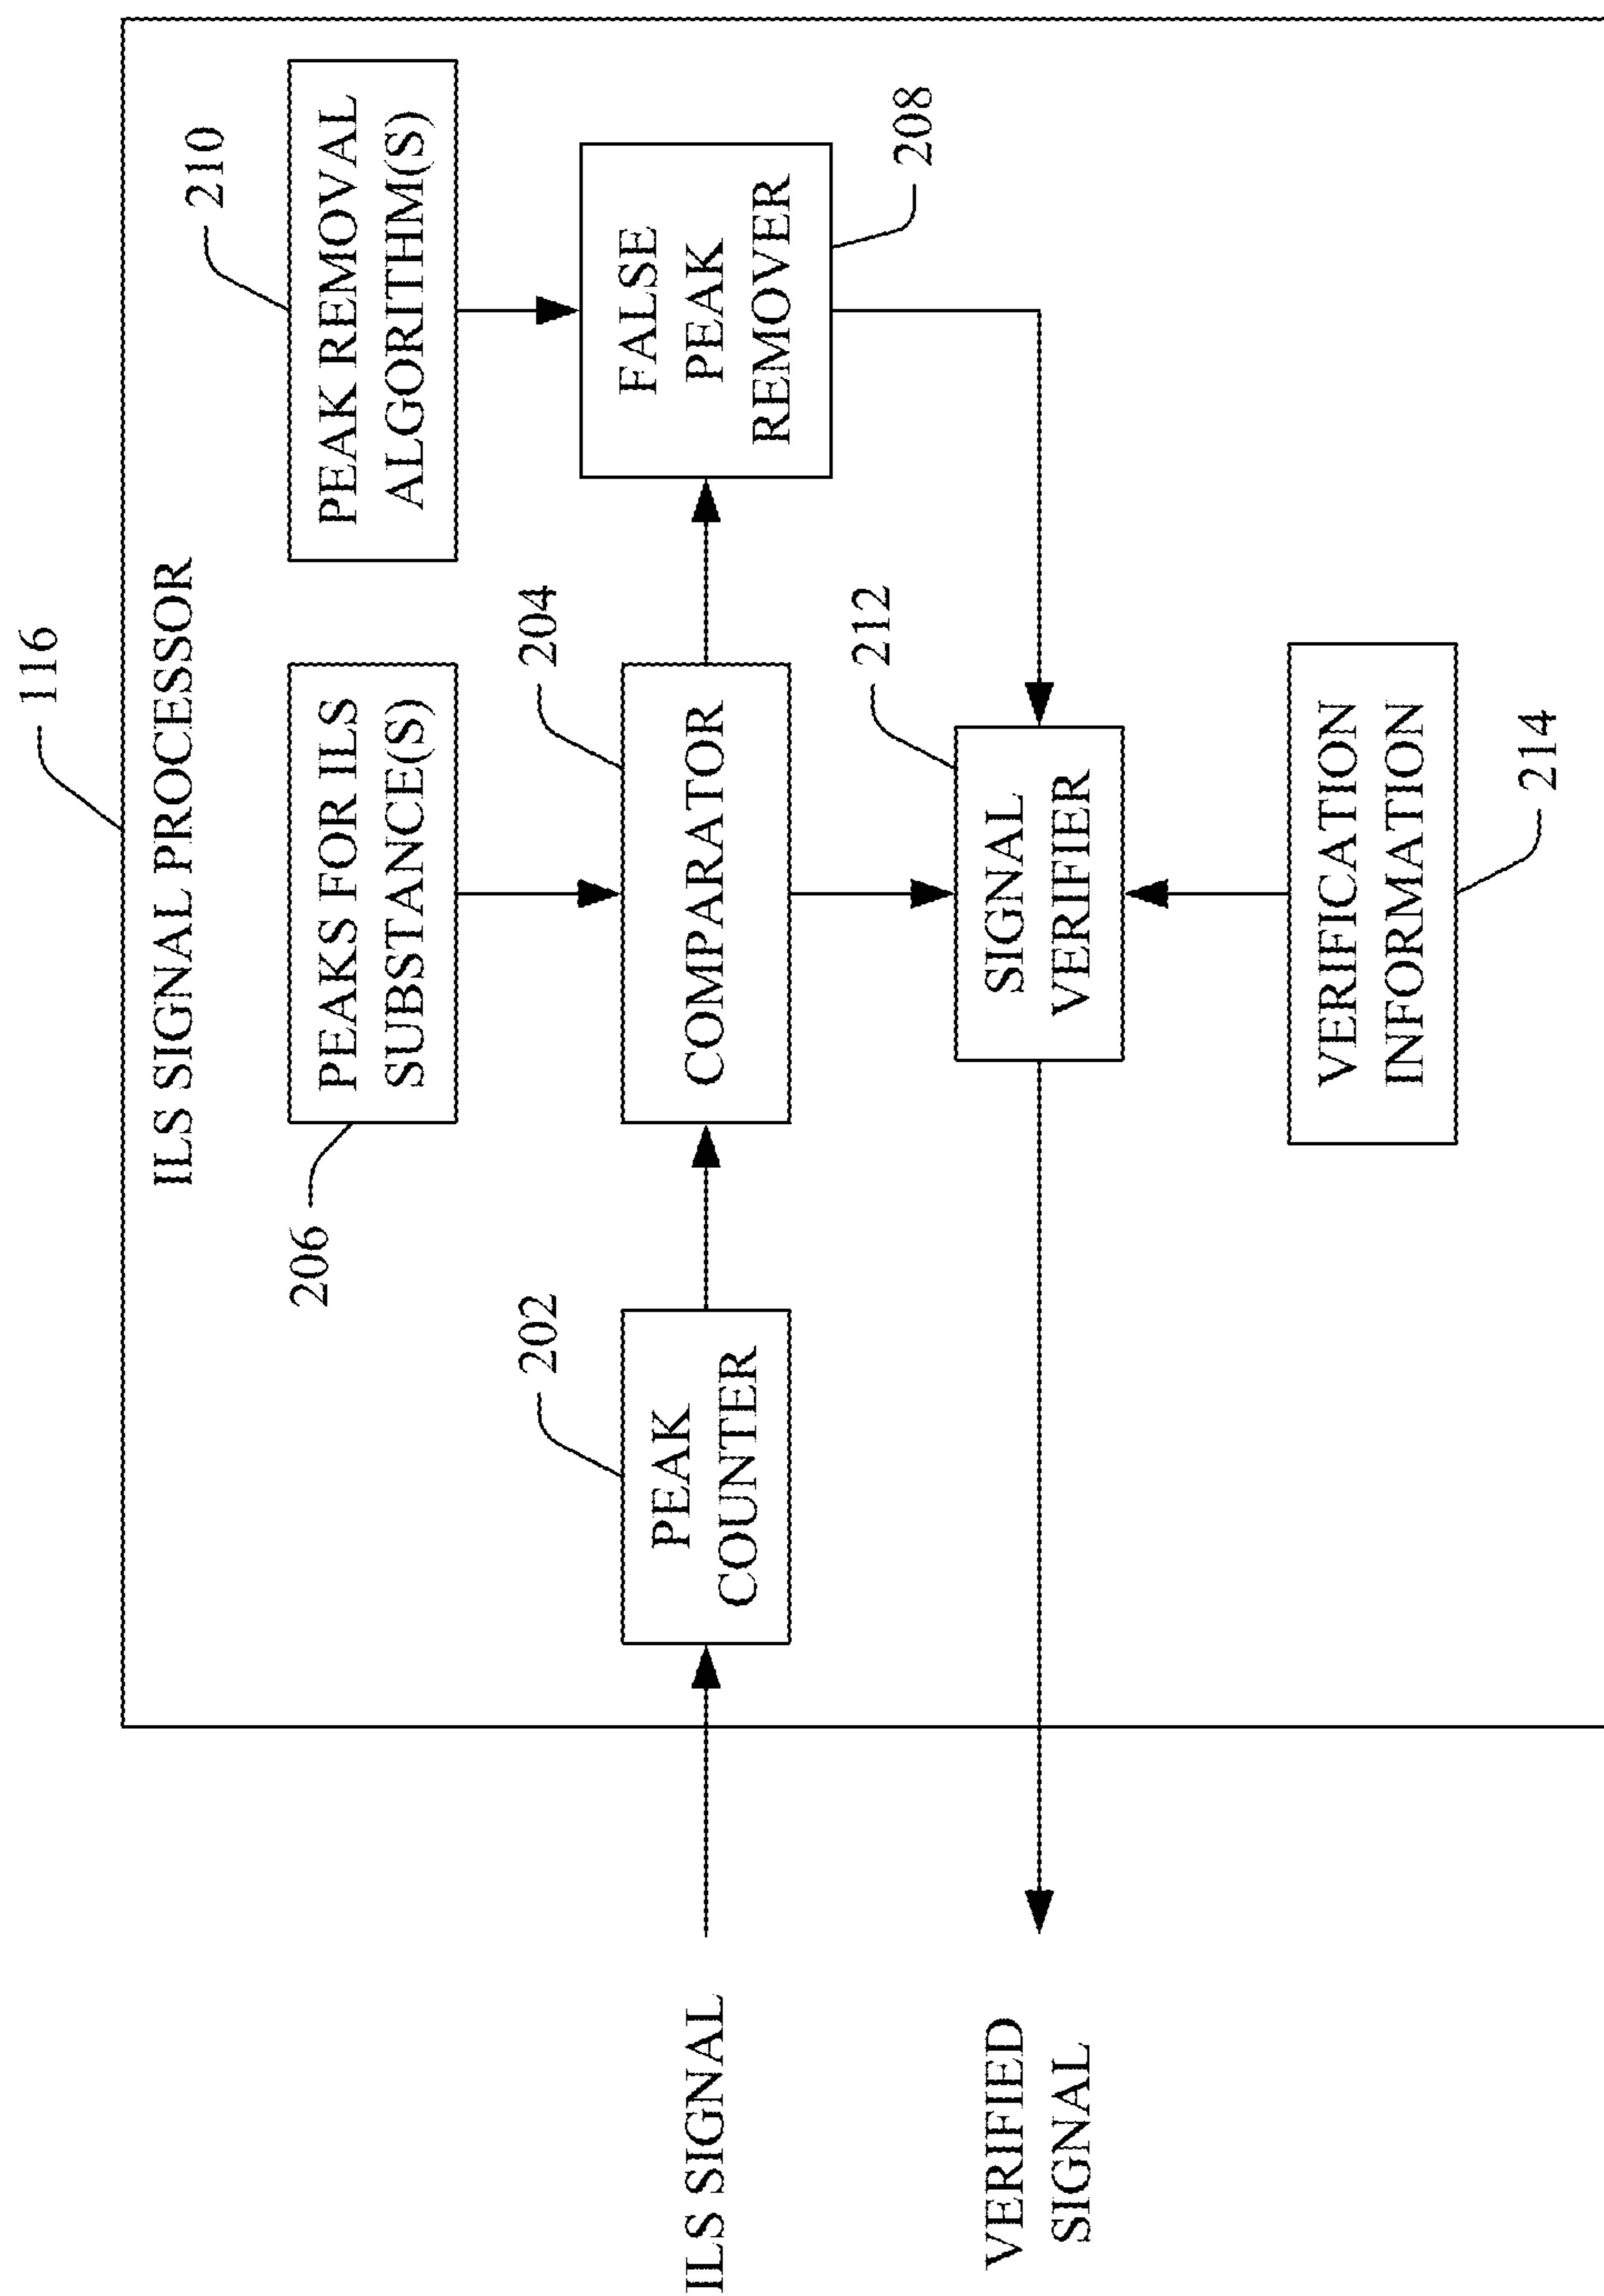 116
ILS SIGNAL PROCESSOR
206
PEAKS FOR ILS
SUBSTANCE(S)
210
PEAK REMOVAL
ALGORITHM(S)
ILS SIGNAL
202
PEAK
COUNTER
204
COMPARATOR
FALSE
PEAK
REMOVER
208
VERIFIED
SIGNAL
212
SIGNAL
VERIFIER
VERIFICATION
INFORMATION
214